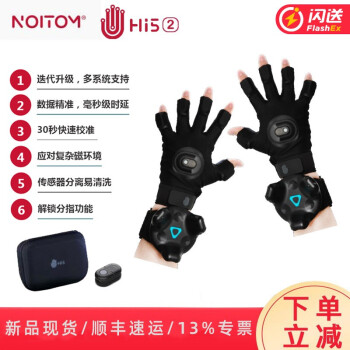 NOITOM®
Hi5 2
闪送
FlashEx
1 迭代升级，多系统支持
2 数据精准，毫秒级时延
3 30秒快速校准
4 应对复杂磁环境
5 传感器分离易清洗
6 解锁分指功能
Hi5
新品现货/顺丰速运/13%专票
下单
立减